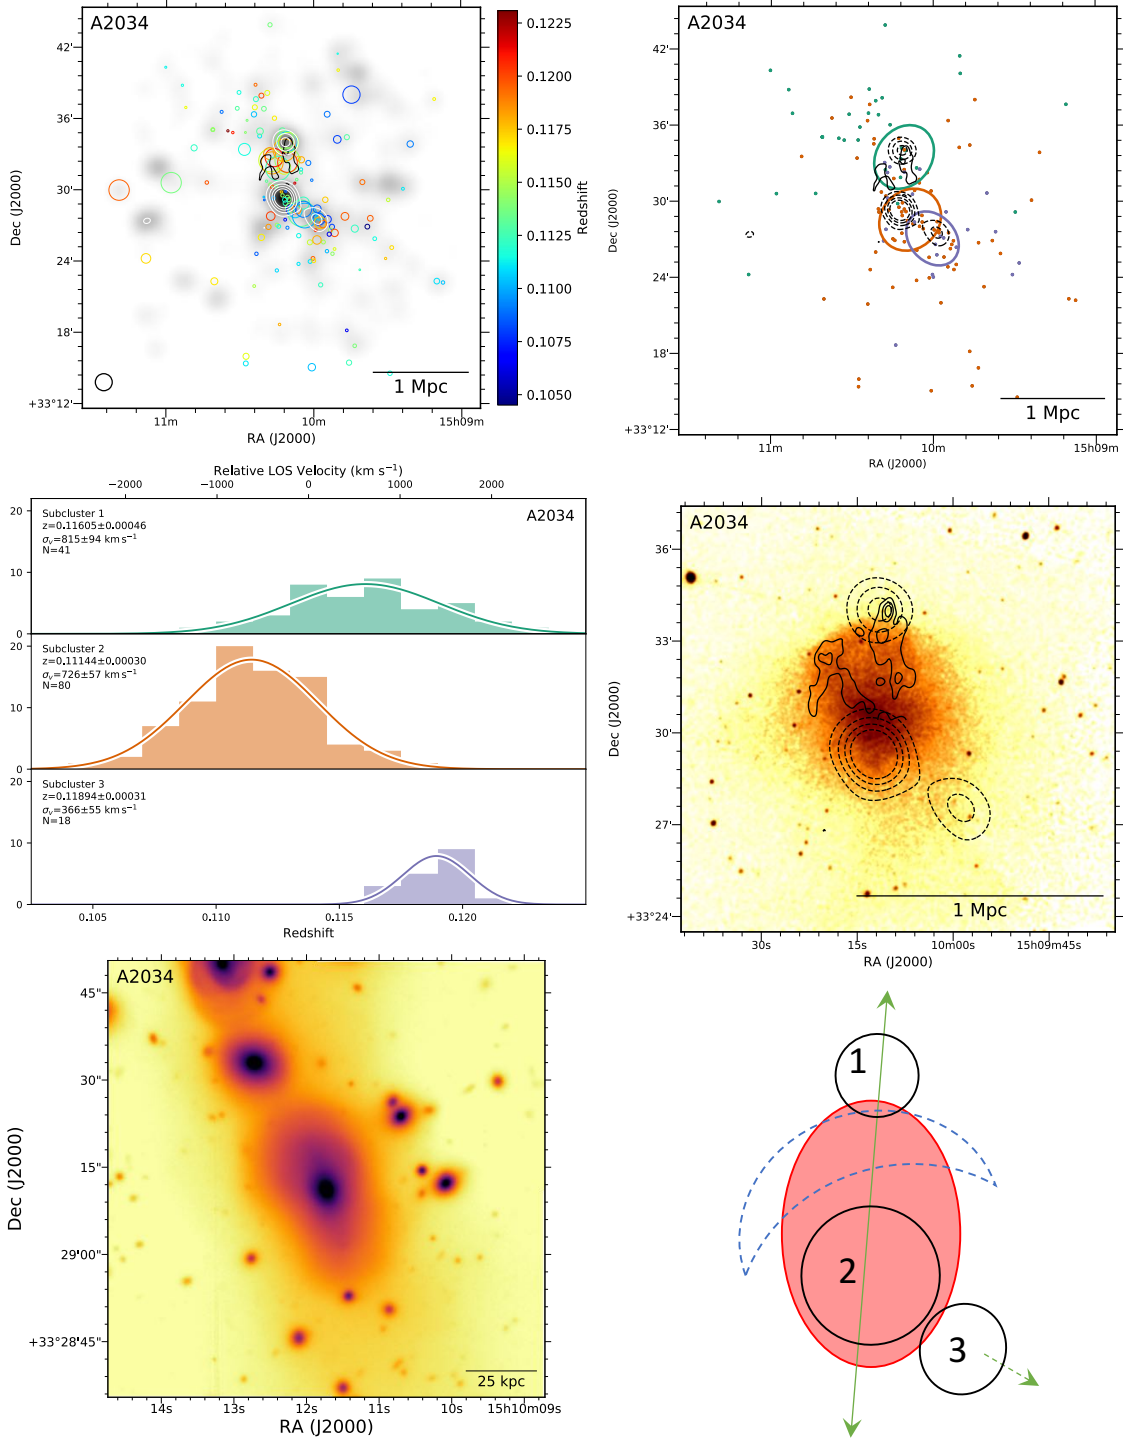 A2034
42'
36'
+33°30'
24'
18'
+33°12'
Dec (J2000)
11m
10m
15h09m
RA (J2000)
1 Mpc
0.1225
0.1200
0.1175
0.1150
0.1125
0.1100
0.1075
0.1050
Redshift
A2034
42'
36'
30'
24'
18'
+33°12'
Dec (J2000)
11m
10m
15h09m
RA (J2000)
1 Mpc
Relative LOS Velocity (km s⁻¹)
−2000
−1000
0
1000
2000
A2034
Subcluster 1
z=0.11605±0.00046
σᵥ=815±94 km s⁻¹
N=41
Subcluster 2
z=0.11144±0.00030
σᵥ=726±57 km s⁻¹
N=80
Subcluster 3
z=0.11894±0.00031
σᵥ=366±55 km s⁻¹
N=18
20
10
0
20
10
0
20
10
0
0.105
0.110
0.115
0.120
Redshift
A2034
36'
33'
30'
27'
+33°24'
Dec (J2000)
30s
15s
10m00s
15h09m45s
RA (J2000)
1 Mpc
A2034
45"
30"
15"
29'00"
+33°28'45"
Dec (J2000)
14s
13s
12s
11s
10s
15h10m09s
RA (J2000)
25 kpc
1
2
3